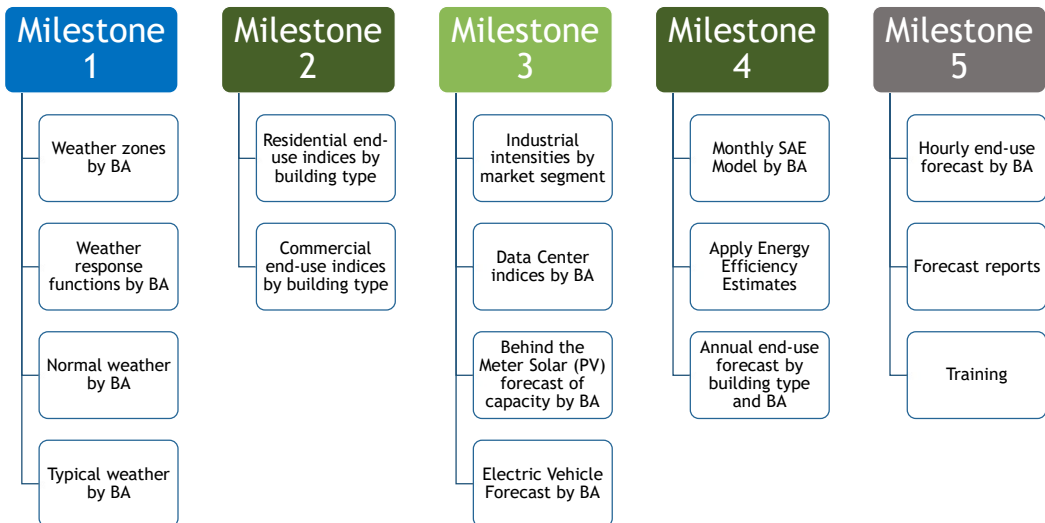 Milestone
1
Weather zones
by BA
Weather
response
functions by BA
Normal weather
by BA
Typical weather
by BA
Milestone
2
Residential end-
use indices by
building type
Commercial
end-use indices
by building type
Milestone
3
Industrial
intensities by
market segment
Data Center
indices by BA
Behind the
Meter Solar (PV)
forecast of
capacity by BA
Electric Vehicle
Forecast by BA
Milestone
4
Monthly SAE
Model by BA
Apply Energy
Efficiency
Estimates
Annual end-use
forecast by
building type
and BA
Milestone
5
Hourly end-use
forecast by BA
Forecast reports
Training